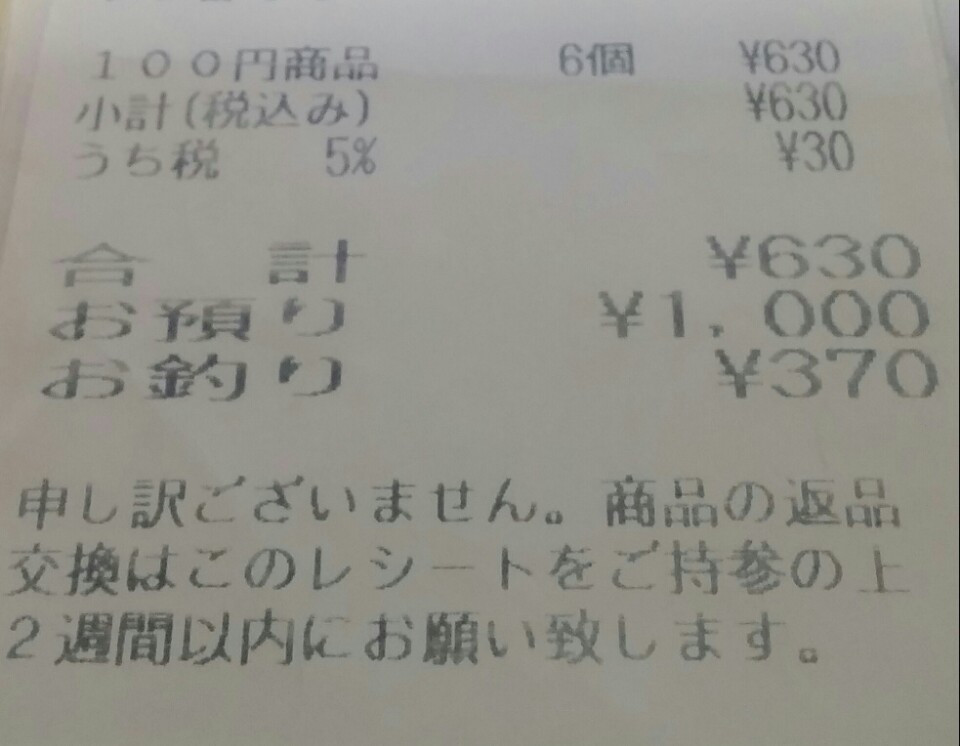 １００円商品 6個 ¥630
小計(税込み) ¥630
うち税 5% ¥30
合 計 ¥630
お預り ¥1,000
お釣り ¥370
申し訳ございません。商品の返品
交換はこのレシートをご持参の上
2週間以内にお願い致します。